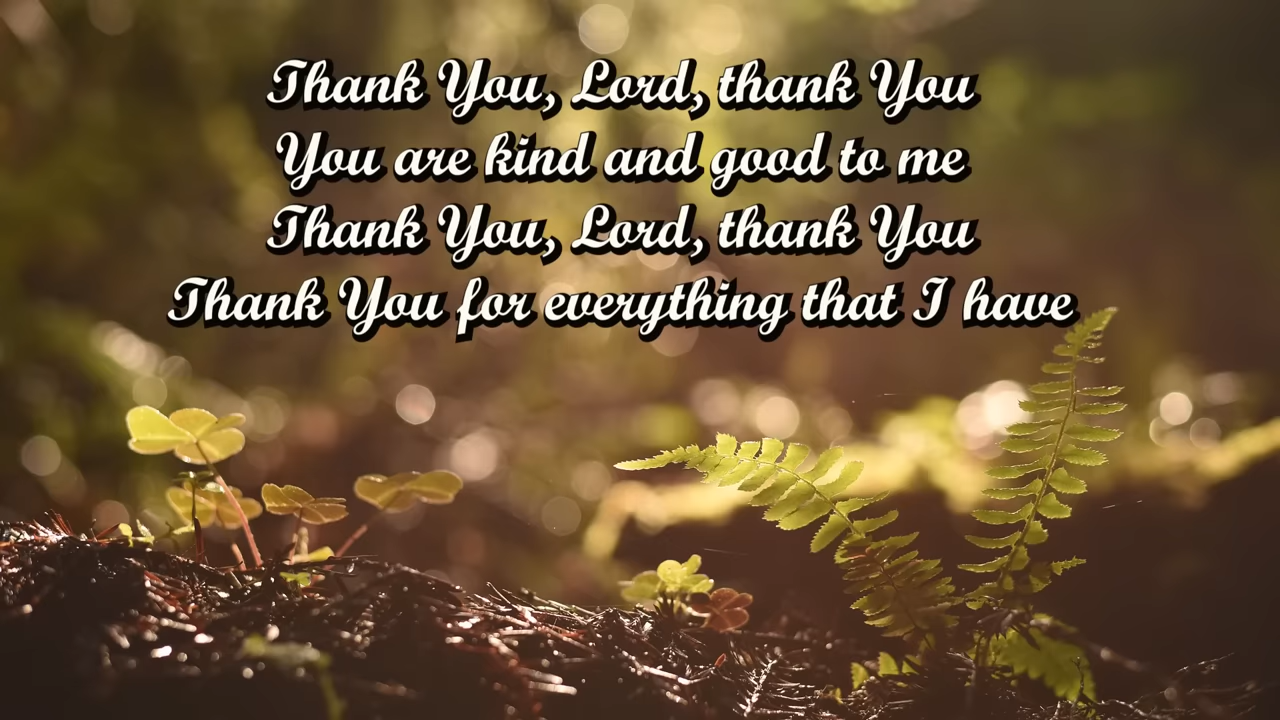 Thank You, Lord, thank You
You are kind and good to me
Thank You, Lord, thank You
Thank You for everything that I have